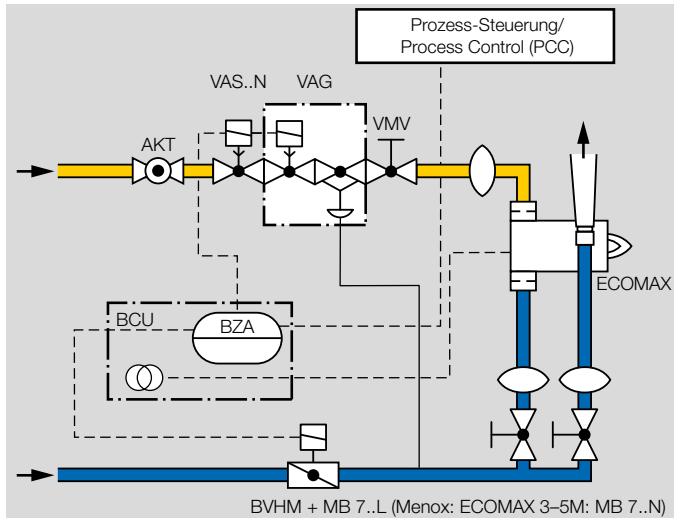 Prozess-Steuerung/
Process Control (PCC)
VAS..N
VAG
VMV
AKT
ECOMAX
BCU
BZA
BVHM + MB 7..L (Menox: ECOMAX 3–5M: MB 7..N)